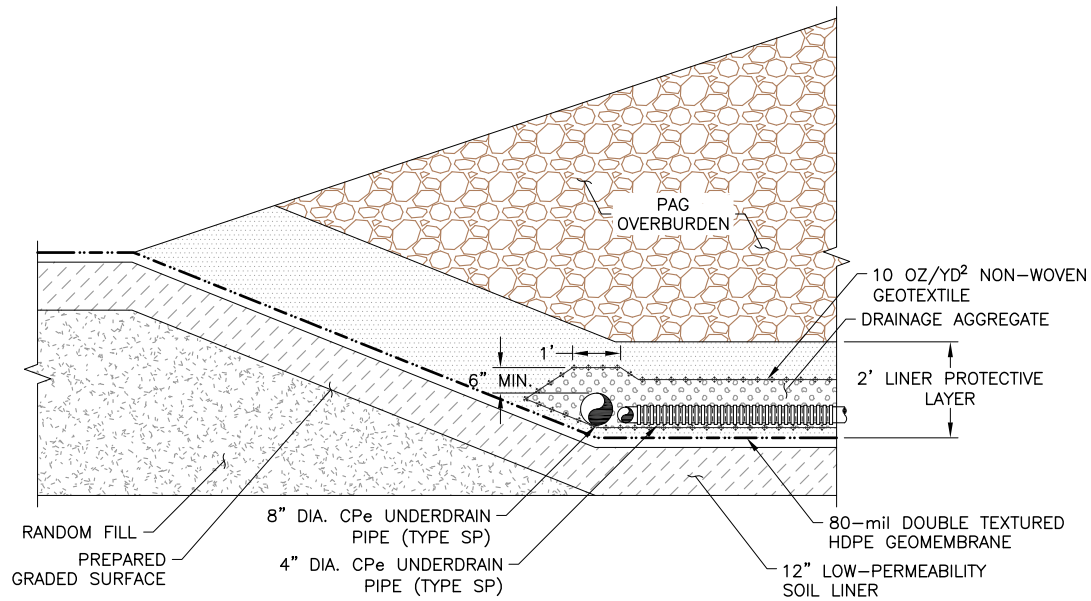 PAG
OVERBURDEN
10 OZ/YD² NON-WOVEN
GEOTEXTILE
DRAINAGE AGGREGATE
1'
6" MIN.
2' LINER PROTECTIVE
LAYER
RANDOM FILL
PREPARED
GRADED SURFACE
8" DIA. CPe UNDERDRAIN
PIPE (TYPE SP)
4" DIA. CPe UNDERDRAIN
PIPE (TYPE SP)
80-mil DOUBLE TEXTURED
HDPE GEOMEMBRANE
12" LOW-PERMEABILITY
SOIL LINER